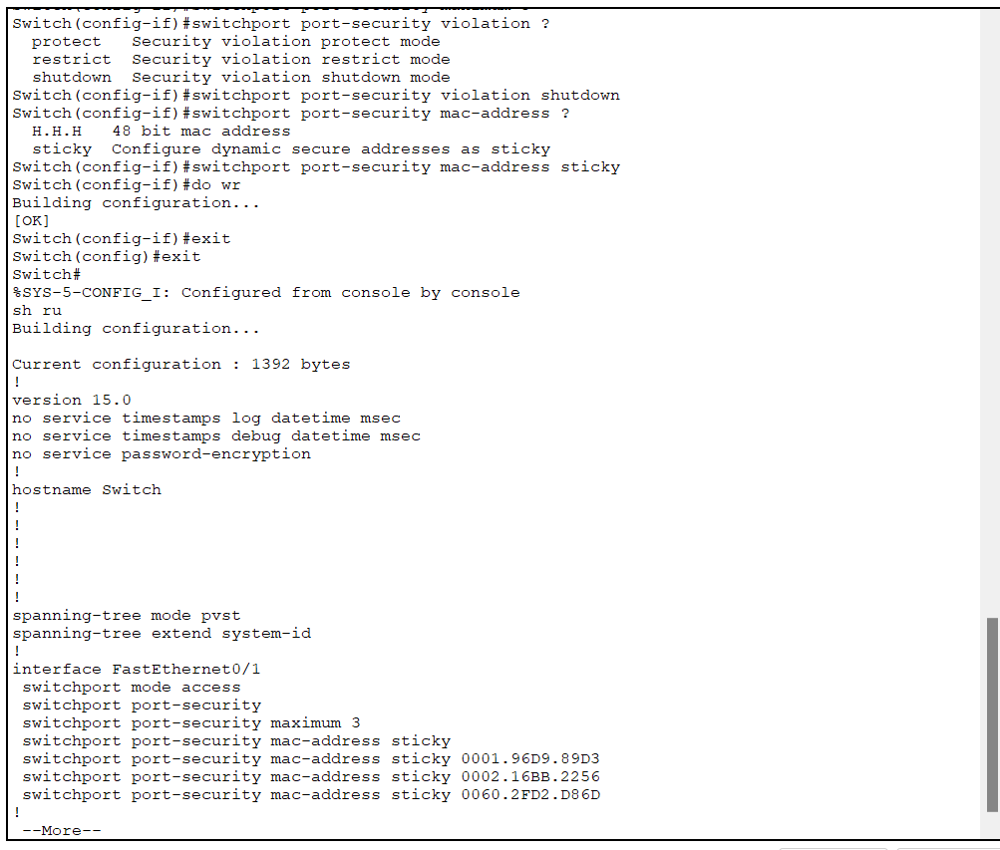 Switch(config-if)#switchport port-security violation ?
protect Security violation protect mode
restrict Security violation restrict mode
shutdown Security violation shutdown mode
Switch(config-if)#switchport port-security violation shutdown
Switch(config-if)#switchport port-security mac-address ?
H.H.H 48 bit mac address
sticky Configure dynamic secure addresses as sticky
Switch(config-if)#switchport port-security mac-address sticky
Switch(config-if)#do wr
Building configuration...
[OK]
Switch(config-if)#exit
Switch(config)#exit
Switch#
%SYS-5-CONFIG_I: Configured from console by console
sh ru
Building configuration...
Current configuration : 1392 bytes
!
version 15.0
no service timestamps log datetime msec
no service timestamps debug datetime msec
no service password-encryption
!
hostname Switch
!
!
!
!
!
!
spanning-tree mode pvst
spanning-tree extend system-id
!
interface FastEthernet0/1
switchport mode access
switchport port-security
switchport port-security maximum 3
switchport port-security mac-address sticky
switchport port-security mac-address sticky 0001.96D9.89D3
switchport port-security mac-address sticky 0002.16BB.2256
switchport port-security mac-address sticky 0060.2FD2.D86D
!
--More--